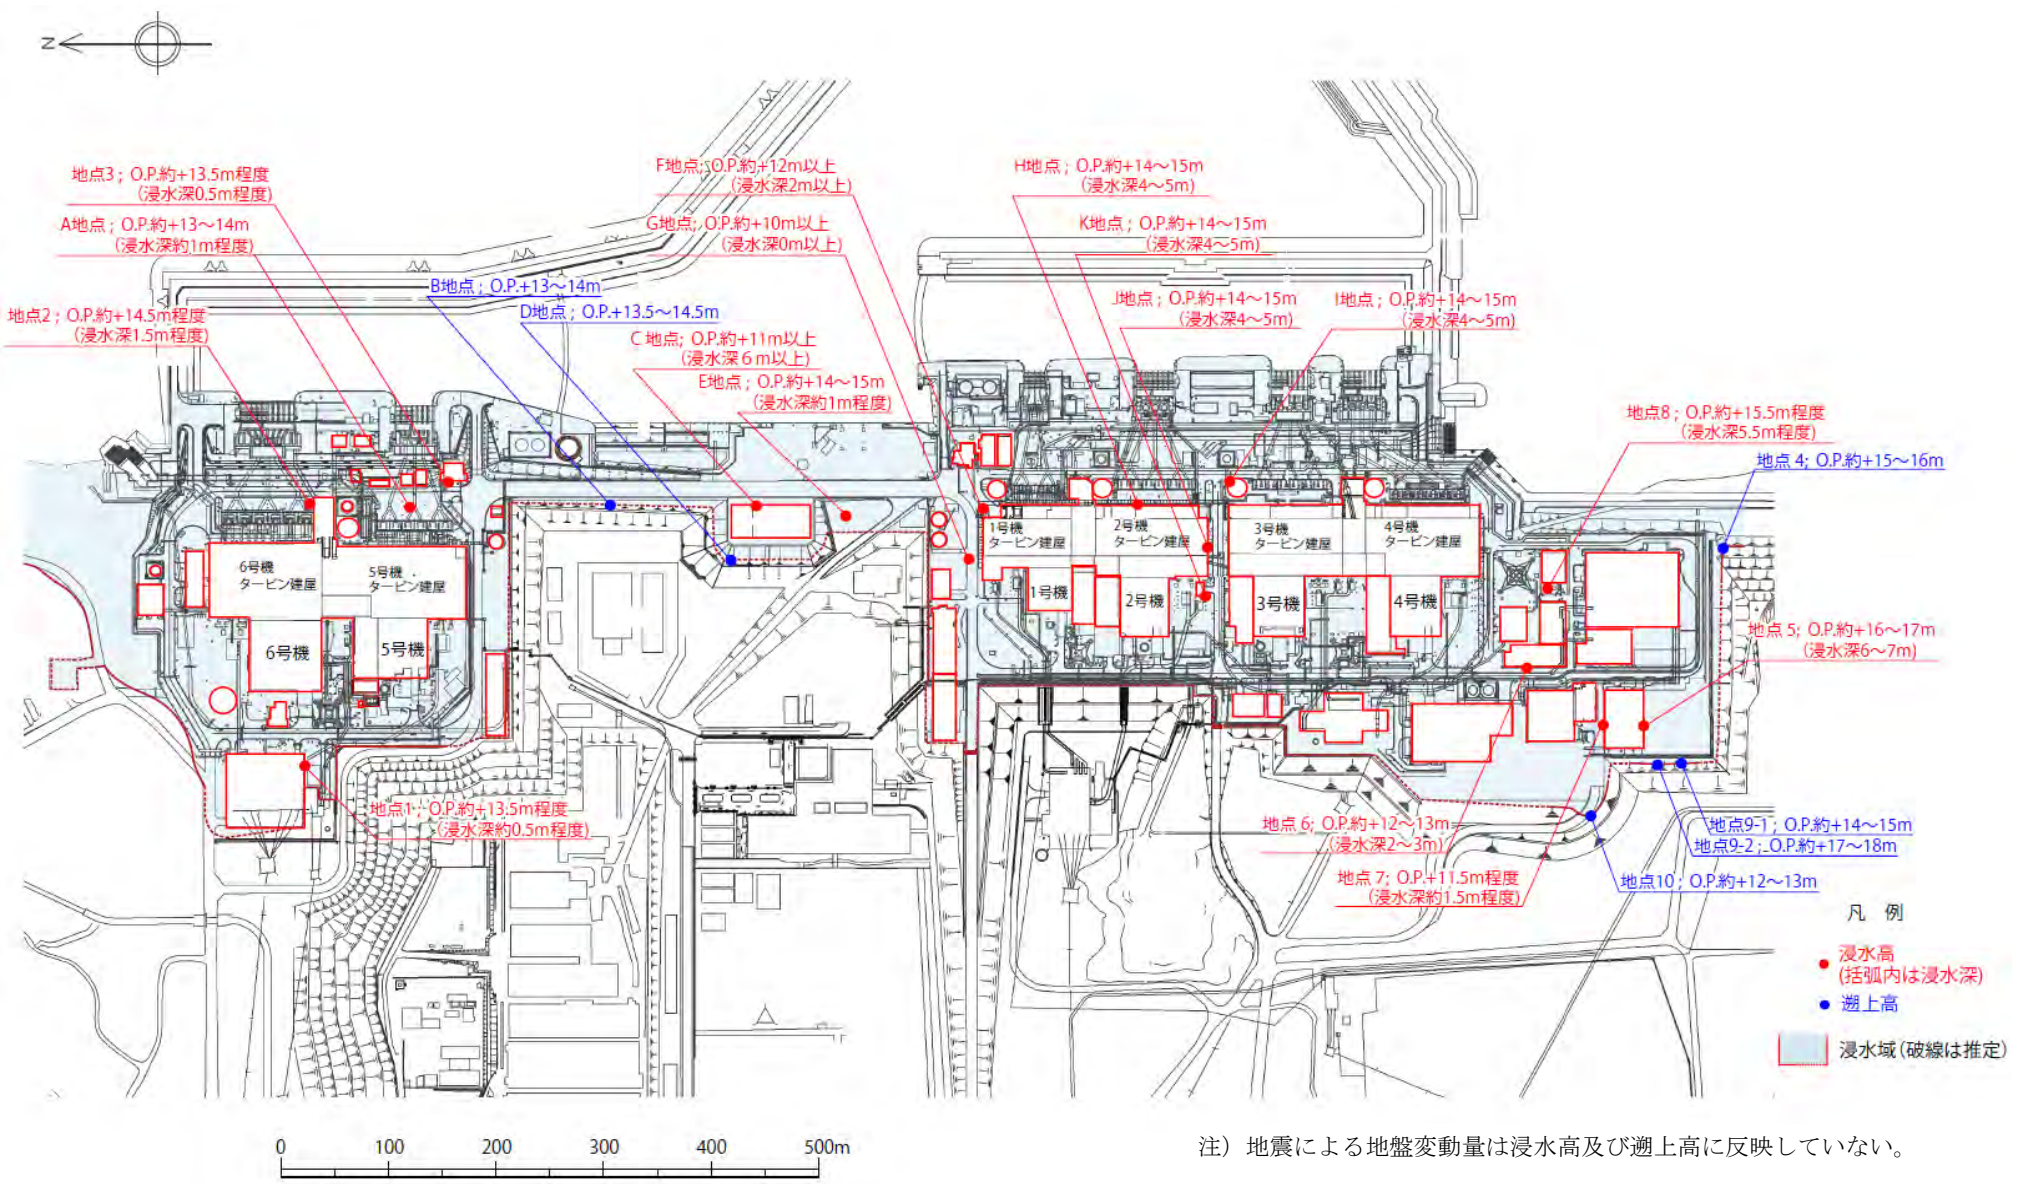 N
地点3 ; O.P.約+13.5m程度
(浸水深0.5m程度)
A地点 ; O.P.約+13～14m
(浸水深約1m程度)
地点2 ; O.P.約+14.5m程度
(浸水深1.5m程度)
B地点 ; O.P.+13～14m
D地点 ; O.P.+13.5～14.5m
C 地点; O.P.約+11m以上
(浸水深６m以上)
E地点 ; O.P.約+14～15m
(浸水深約1m程度)
F地点; O.P.約+12m以上
(浸水深2m以上)
G地点; O.P.約+10m以上
(浸水深0m以上)
H地点 ; O.P.約+14～15m
(浸水深4～5m)
K地点 ; O.P.約+14～15m
(浸水深4～5m)
J地点 ; O.P.約+14～15m
(浸水深4～5m)
I地点 ; O.P.約+14～15m
(浸水深4～5m)
地点8 ; O.P.約+15.5m程度
(浸水深5.5m程度)
地点 4; O.P.約+15～16m
地点 5; O.P.約+16～17m
(浸水深6～7m)
6号機
タービン建屋
5号機
タービン建屋
1号機
タービン建屋
2号機
タービン建屋
3号機
タービン建屋
4号機
タービン建屋
6号機
5号機
1号機
2号機
3号機
4号機
地点1 ; O.P.約+13.5m程度
(浸水深約0.5m程度)
地点 6; O.P.約+12～13m
(浸水深2～3m)
地点 7; O.P.+11.5m程度
(浸水深約1.5m程度)
地点9-1 ; O.P.約+14～15m
地点9-2 ; O.P.約+17～18m
地点10 ; O.P.約+12～13m
凡 例
浸水高
(括弧内は浸水深)
遡上高
浸水域(破線は推定)
0 100 200 300 400 500m
注）地震による地盤変動量は浸水高及び遡上高に反映していない。